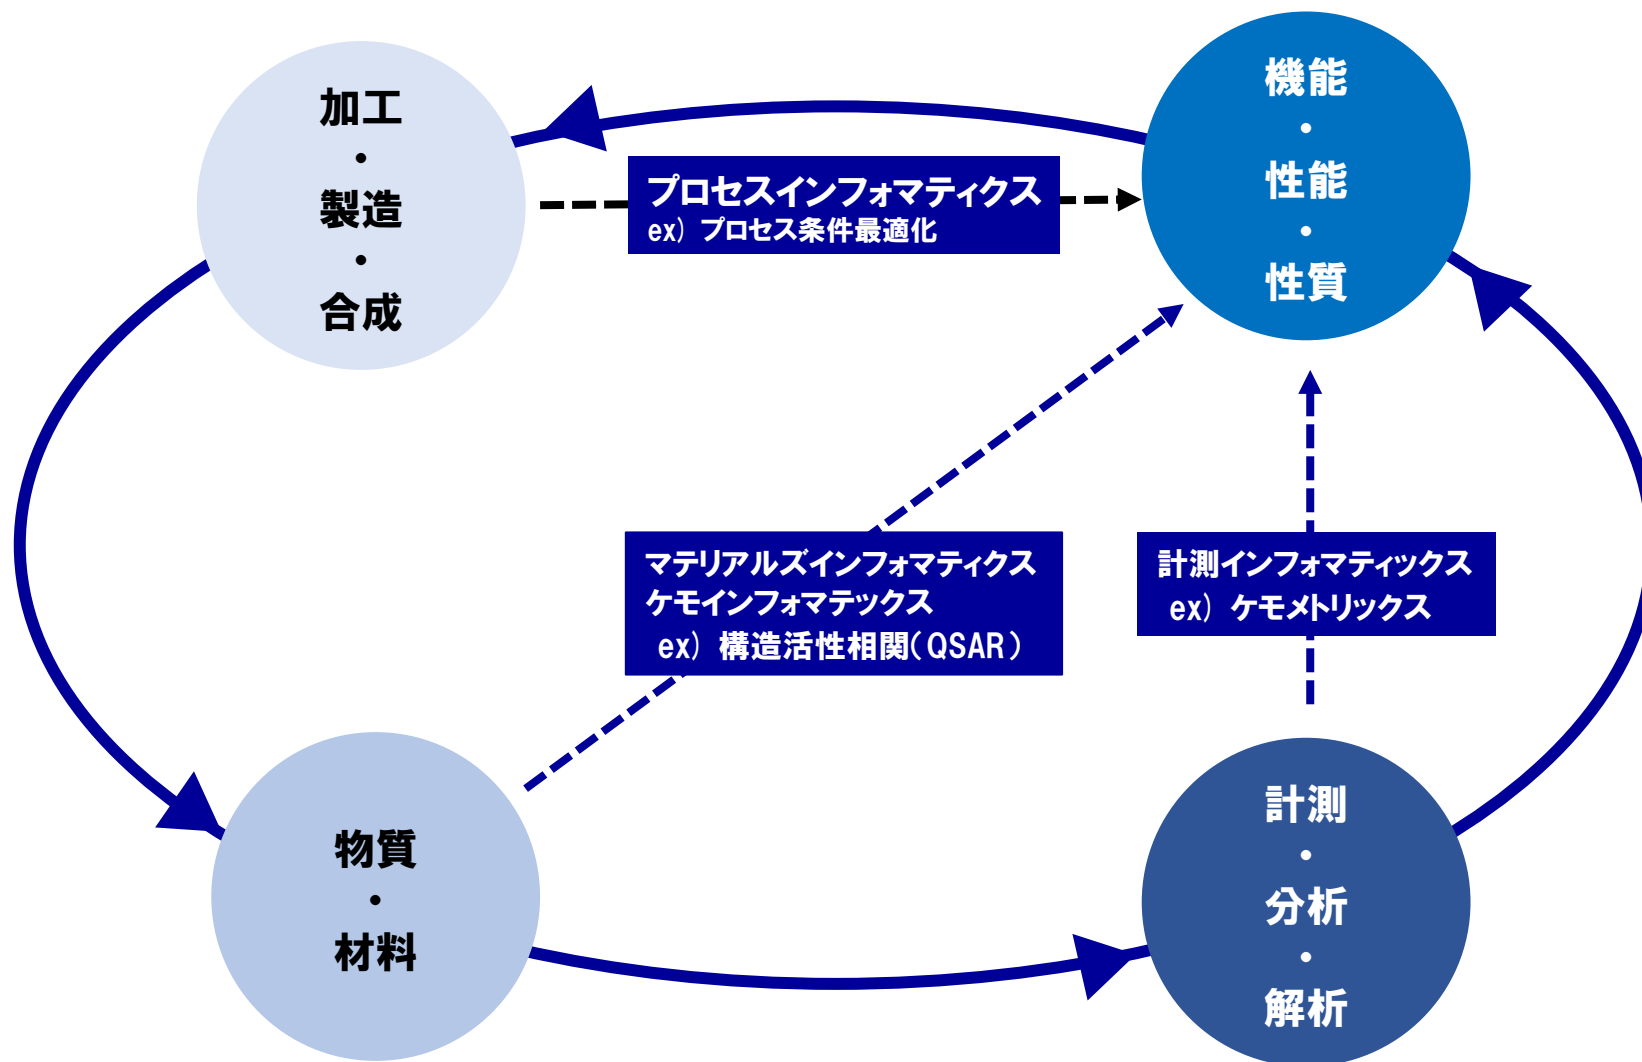 加工
・
製造
・
合成
機能
・
性能
・
性質
プロセスインフォマティクス
ex) プロセス条件最適化
マテリアルズインフォマティクス
ケモインフォマテックス
ex) 構造活性相関(QSAR)
計測インフォマティックス
ex) ケモメトリックス
物質
・
材料
計測
・
分析
・
解析